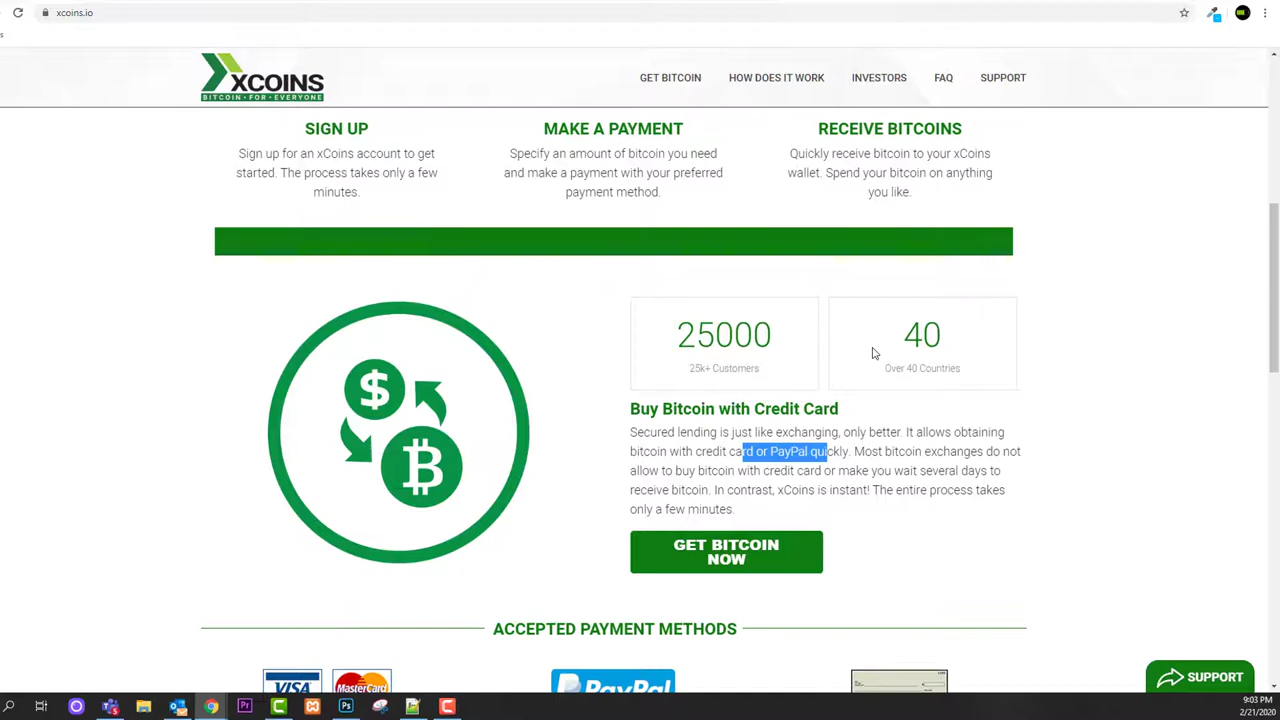 s
xcoins.io
XCOINS
BITCOIN • FOR • EVERYONE
GET BITCOIN
HOW DOES IT WORK
INVESTORS
FAQ
SUPPORT
SIGN UP
Sign up for an xCoins account to get
started. The process takes only a few
minutes.
MAKE A PAYMENT
Specify an amount of bitcoin you need
and make a payment with your preferred
payment method.
RECEIVE BITCOINS
Quickly receive bitcoin to your xCoins
wallet. Spend your bitcoin on anything
you like.
$
B
25000
25k+ Customers
40
Over 40 Countries
Buy Bitcoin with Credit Card
Secured lending is just like exchanging, only better. It allows obtaining
bitcoin with credit card or PayPal quickly. Most bitcoin exchanges do not
allow to buy bitcoin with credit card or make you wait several days to
receive bitcoin. In contrast, xCoins is instant! The entire process takes
only a few minutes.
GET BITCOIN
NOW
ACCEPTED PAYMENT METHODS
VISA
MasterCard
PayPal
SUPPORT
Pr
Ps
9:03 PM
2/21/2020